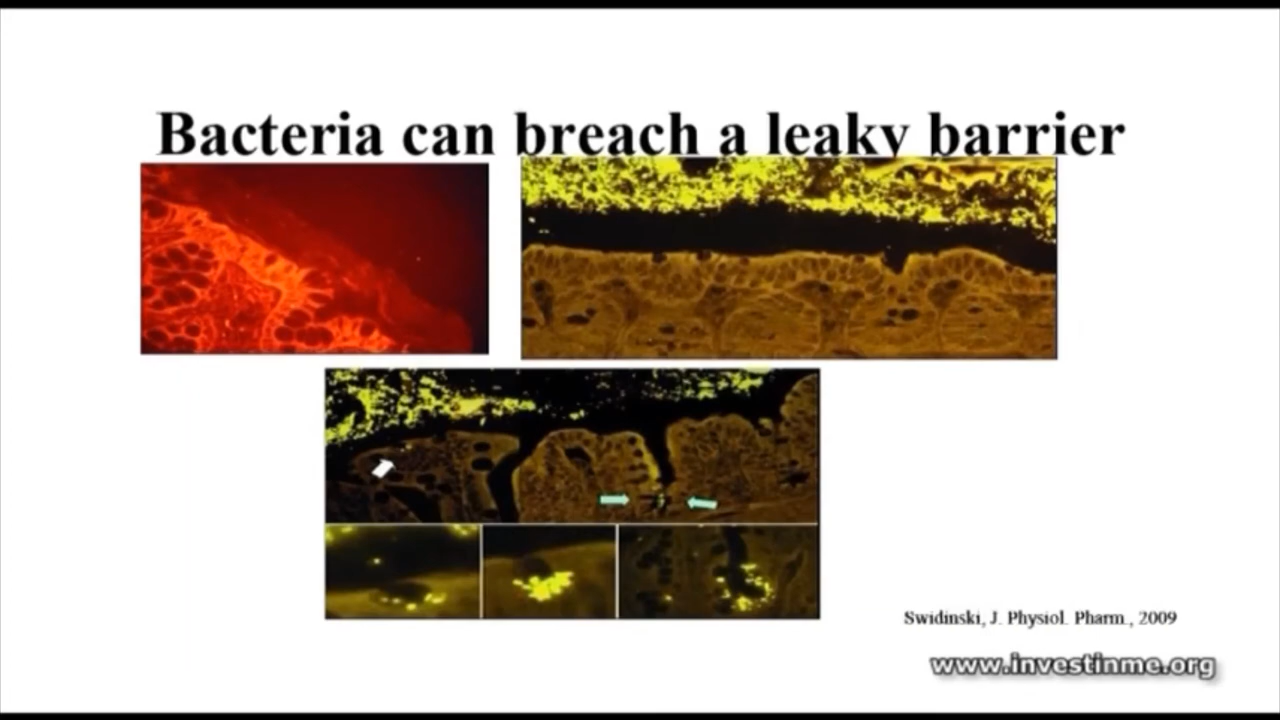 Bacteria can breach a leaky barrier
Swidinski, J. Physiol. Pharm., 2009
www.investinme.org